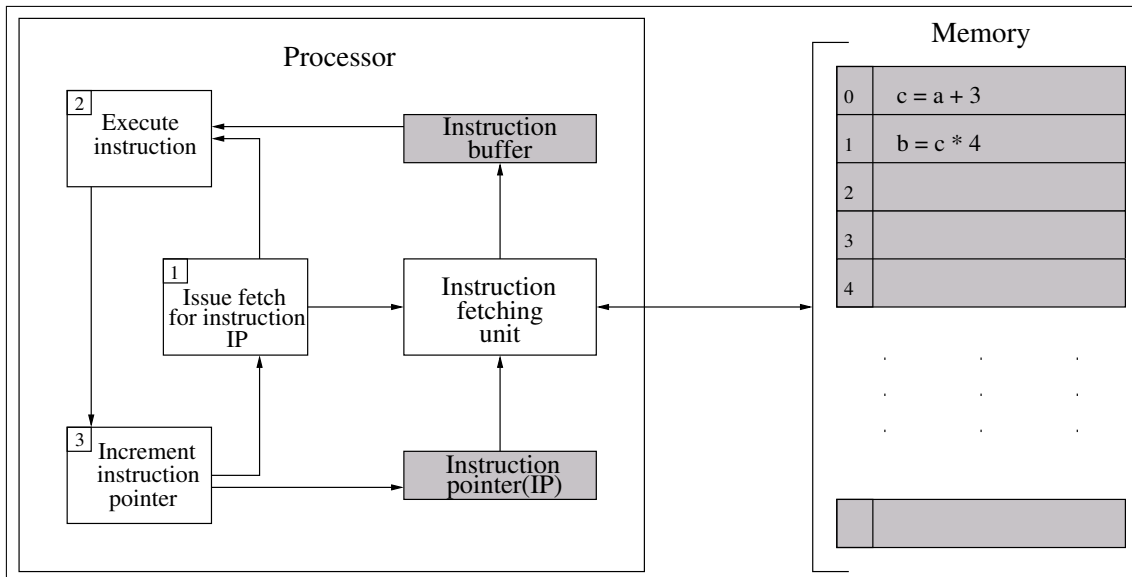 Processor
2
Execute
instruction
Instruction
buffer
1
Issue fetch
for instruction
IP
Instruction
fetching
unit
3
Increment
instruction
pointer
Instruction
pointer(IP)
Memory
0 c = a + 3
1 b = c * 4
2
3
4